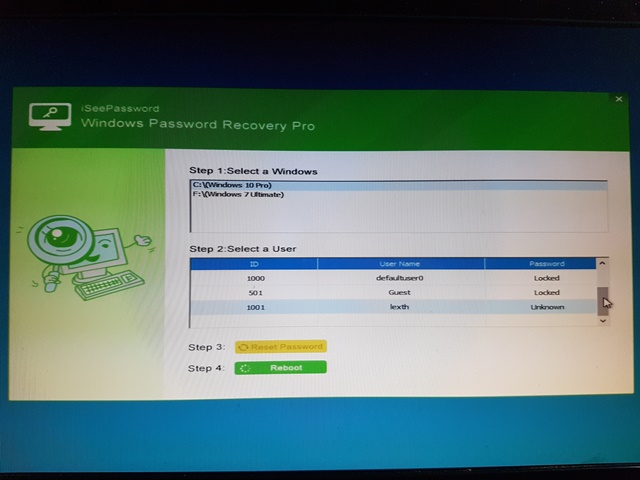 iSeePassword
Windows Password Recovery Pro
Step 1:Select a Windows
C:\(Windows 10 Pro)
F:\(Windows 7 Ultimate)
Step 2:Select a User
ID User Name Password
1000 defaultuser0 Locked
501 Guest Locked
1001 lexth Unknown
Step 3: Reset Password
Step 4: Reboot